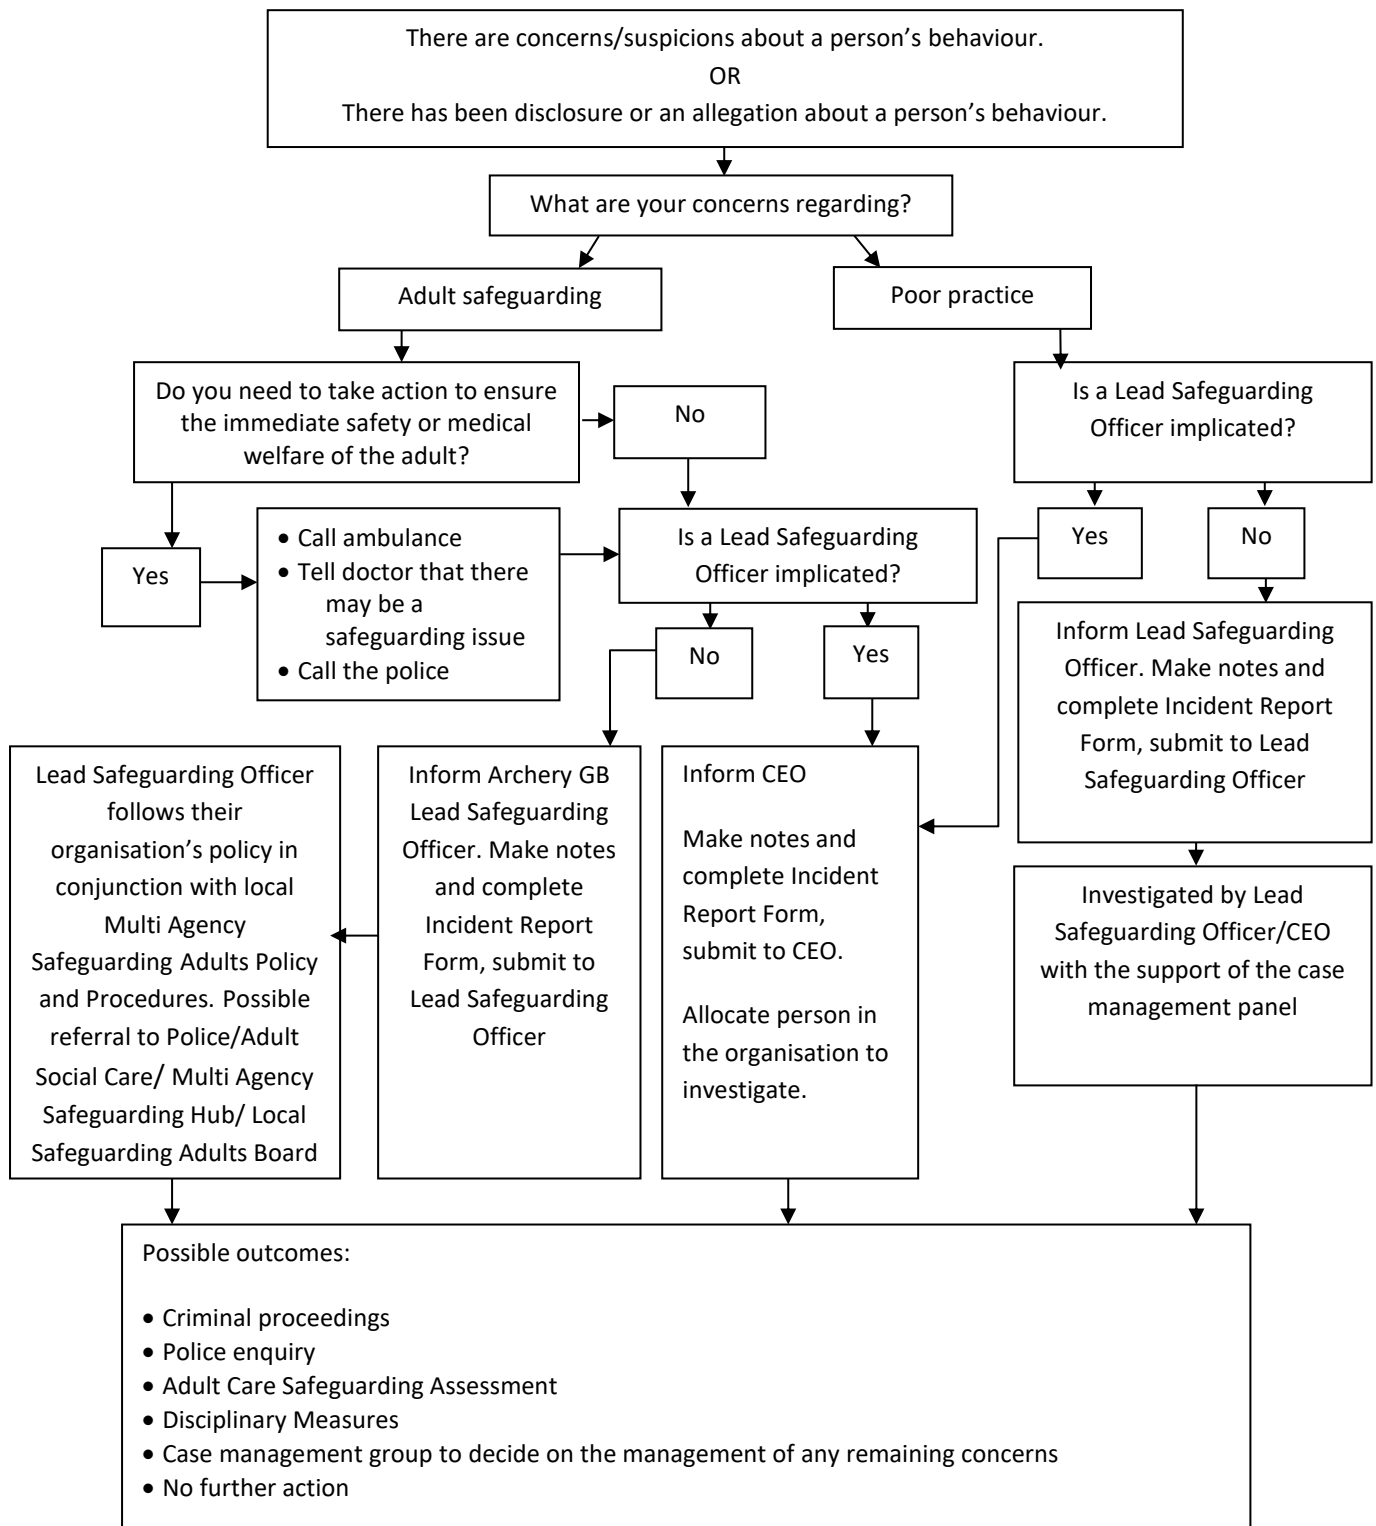 There are concerns/suspicions about a person’s behaviour.
OR
There has been disclosure or an allegation about a person’s behaviour.
What are your concerns regarding?
Adult safeguarding
Poor practice
Do you need to take action to ensure
the immediate safety or medical
welfare of the adult?
No
Is a Lead Safeguarding
Officer implicated?
Yes
• Call ambulance
• Tell doctor that there
may be a
safeguarding issue
• Call the police
Is a Lead Safeguarding
Officer implicated?
Yes
No
No
Yes
Inform Lead Safeguarding
Officer. Make notes and
complete Incident Report
Form, submit to Lead
Safeguarding Officer
Lead Safeguarding Officer
follows their
organisation’s policy in
conjunction with local
Multi Agency
Safeguarding Adults Policy
and Procedures. Possible
referral to Police/Adult
Social Care/ Multi Agency
Safeguarding Hub/ Local
Safeguarding Adults Board
Inform Archery GB
Lead Safeguarding
Officer. Make notes
and complete
Incident Report
Form, submit to
Lead Safeguarding
Officer
Inform CEO
Make notes and
complete Incident
Report Form,
submit to CEO.
Allocate person in
the organisation to
investigate.
Investigated by Lead
Safeguarding Officer/CEO
with the support of the case
management panel
Possible outcomes:
• Criminal proceedings
• Police enquiry
• Adult Care Safeguarding Assessment
• Disciplinary Measures
• Case management group to decide on the management of any remaining concerns
• No further action